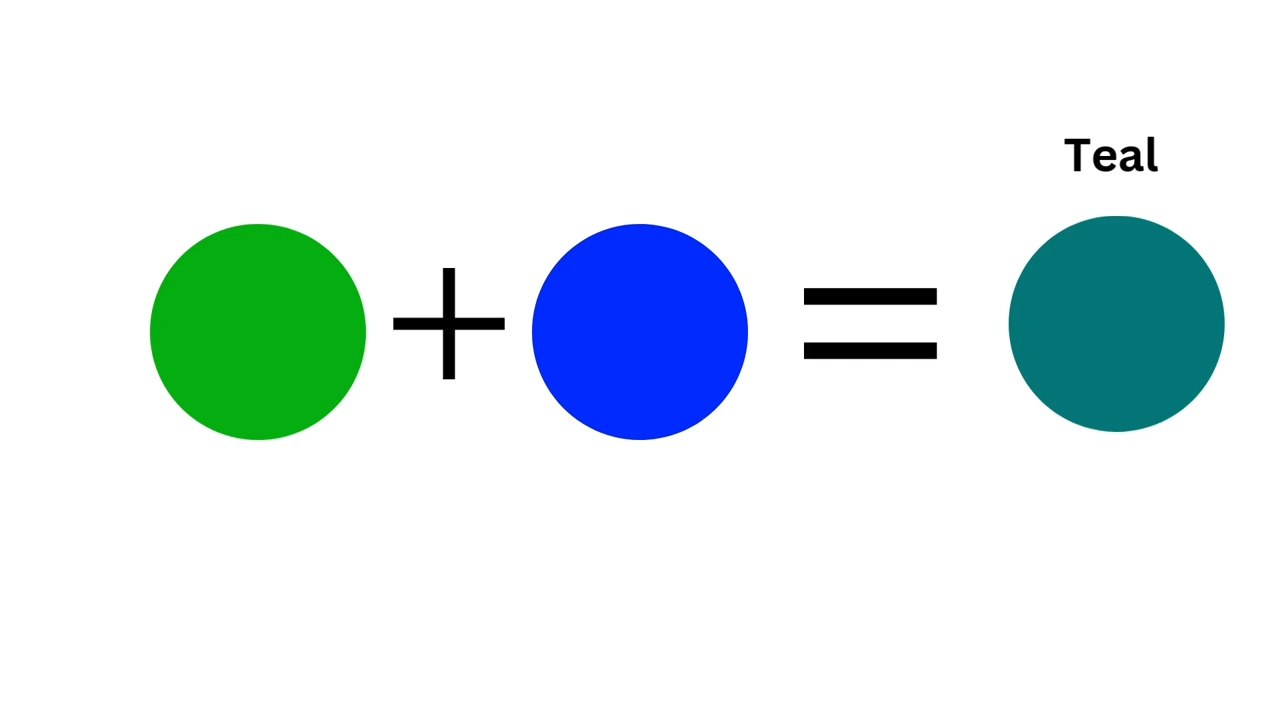 Teal
+ =